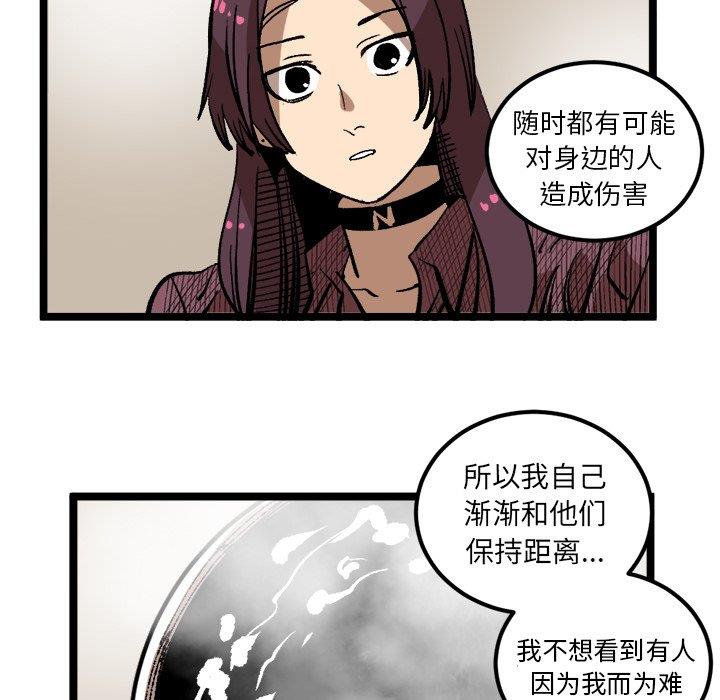 随时都有可能
对身边的人
造成伤害
N
所以我自己
渐渐和他们
保持距离...
我不想看到有人
因为我而为难